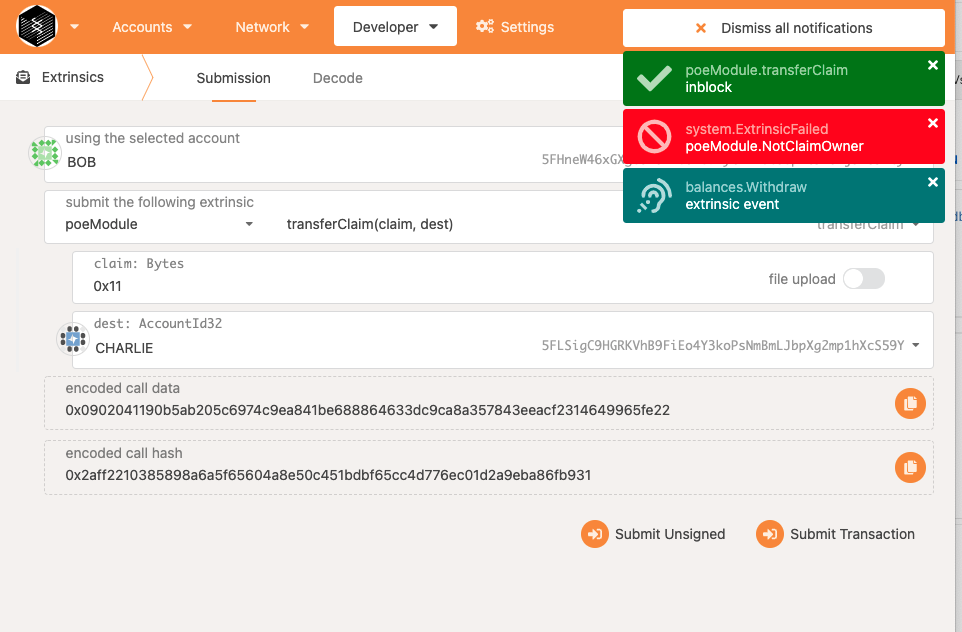 Accounts
Network
Developer
Settings
Dismiss all notifications
Extrinsics
Submission
Decode
poeModule.transferClaim
inblock
system.ExtrinsicFailed
poeModule.NotClaimOwner
balances.Withdraw
extrinsic event
using the selected account
BOB
submit the following extrinsic
poeModule
transferClaim(claim, dest)
transferClaim
claim: Bytes
0x11
file upload
dest: AccountId32
CHARLIE
5FLSigC9HGRKVhB9FiEo4Y3koPsNmBmLJbpXg2mp1hXcS59Y
encoded call data
0x0902041190b5ab205c6974c9ea841be688864633dc9ca8a357843eeacf2314649965fe22
encoded call hash
0x2aff2210385898a6a5f65604a8e50c451bdbf65cc4d776ec01d2a9eba86fb931
Submit Unsigned
Submit Transaction